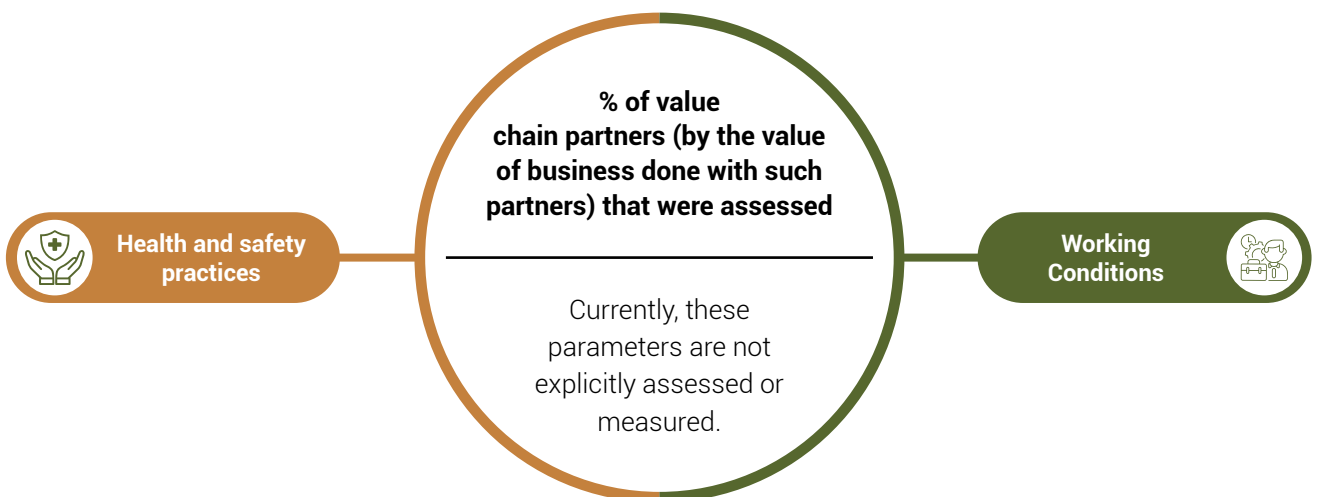 % of value
chain partners (by the value
of business done with such
partners) that were assessed
Health and safety
practices
Working
Conditions
Currently, these
parameters are not
explicitly assessed or
measured.